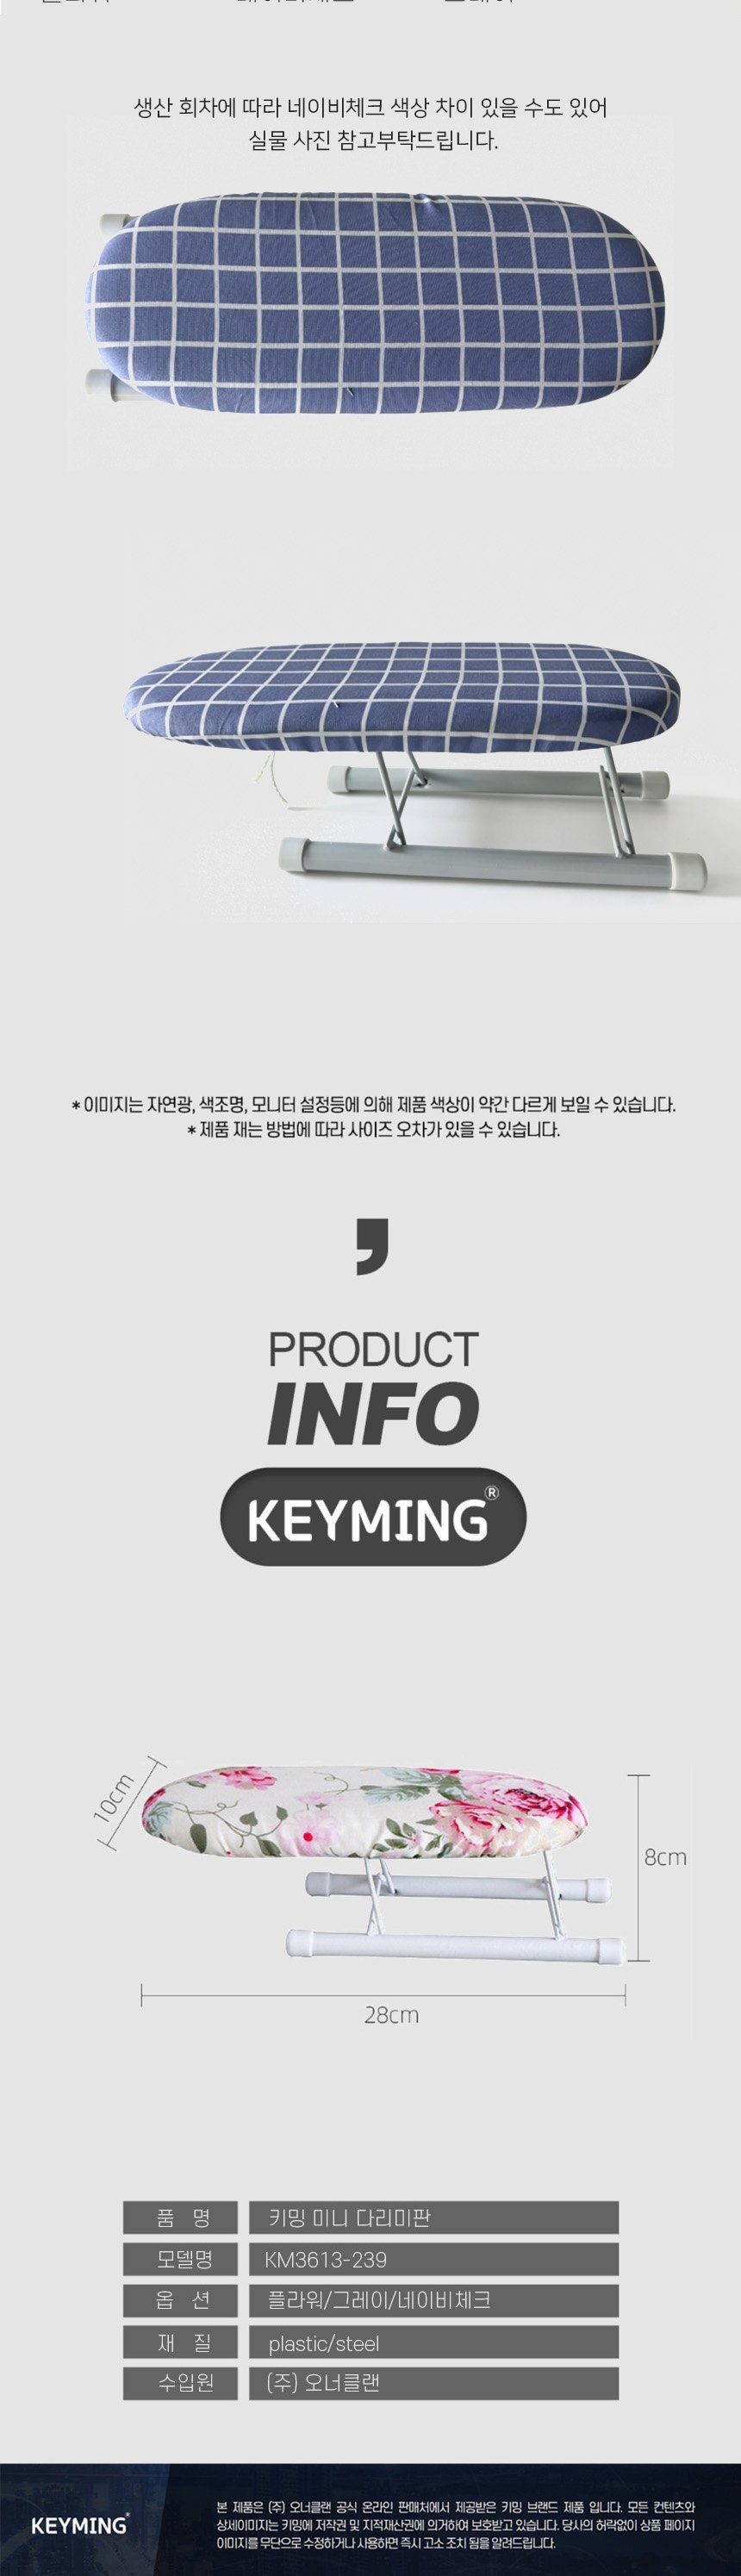 생산 회차에 따라 네이비체크 색상 차이 있을 수도 있어
실물 사진 참고부탁드립니다.
* 이미지는 자연광, 색조명, 모니터 설정등에 의해 제품 색상이 약간 다르게 보일 수 있습니다.
* 제품 재는 방법에 따라 사이즈 오차가 있을 수 있습니다.
PRODUCT
INFO
KEYMING®
10cm
8cm
28cm
품 명 키밍 미니 다리미판
모델명 KM3613-239
옵 션 플라워/그레이/네이비체크
재 질 plastic/steel
수입원 (주) 오너클랜
KEYMING®
본 제품은 (주) 오너클랜 공식 온라인 판매처에서 제공받은 키밍 브랜드 제품 입니다. 모든 컨텐츠와
상세이미지는 키밍에 저작권 및 지적재산권에 의거하여 보호받고 있습니다. 당사의 허락없이 상품 페이지
이미지를 무단으로 수정하거나 사용하면 즉시 고소 조치 됨을 알려드립니다.